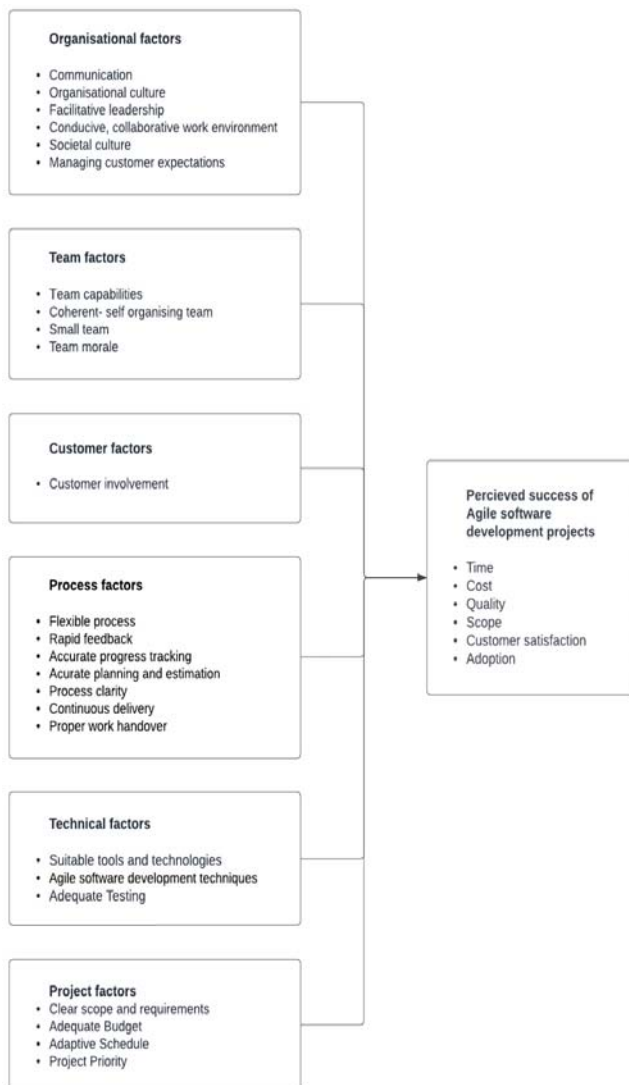 Organisational factors
• Communication
• Organisational culture
• Facilitative leadership
• Conducive, collaborative work environment
• Societal culture
• Managing customer expectations
Team factors
• Team capabilities
• Coherent- self organising team
• Small team
• Team morale
Customer factors
• Customer involvement
Process factors
• Flexible process
• Rapid feedback
• Accurate progress tracking
• Acurate planning and estimation
• Process clarity
• Continuous delivery
• Proper work handover
Technical factors
• Suitable tools and technologies
• Agile software development techniques
• Adequate Testing
Project factors
• Clear scope and requirements
• Adequate Budget
• Adaptive Schedule
• Project Priority
Percieved success of
Agile software
development projects
• Time
• Cost
• Quality
• Scope
• Customer satisfaction
• Adoption